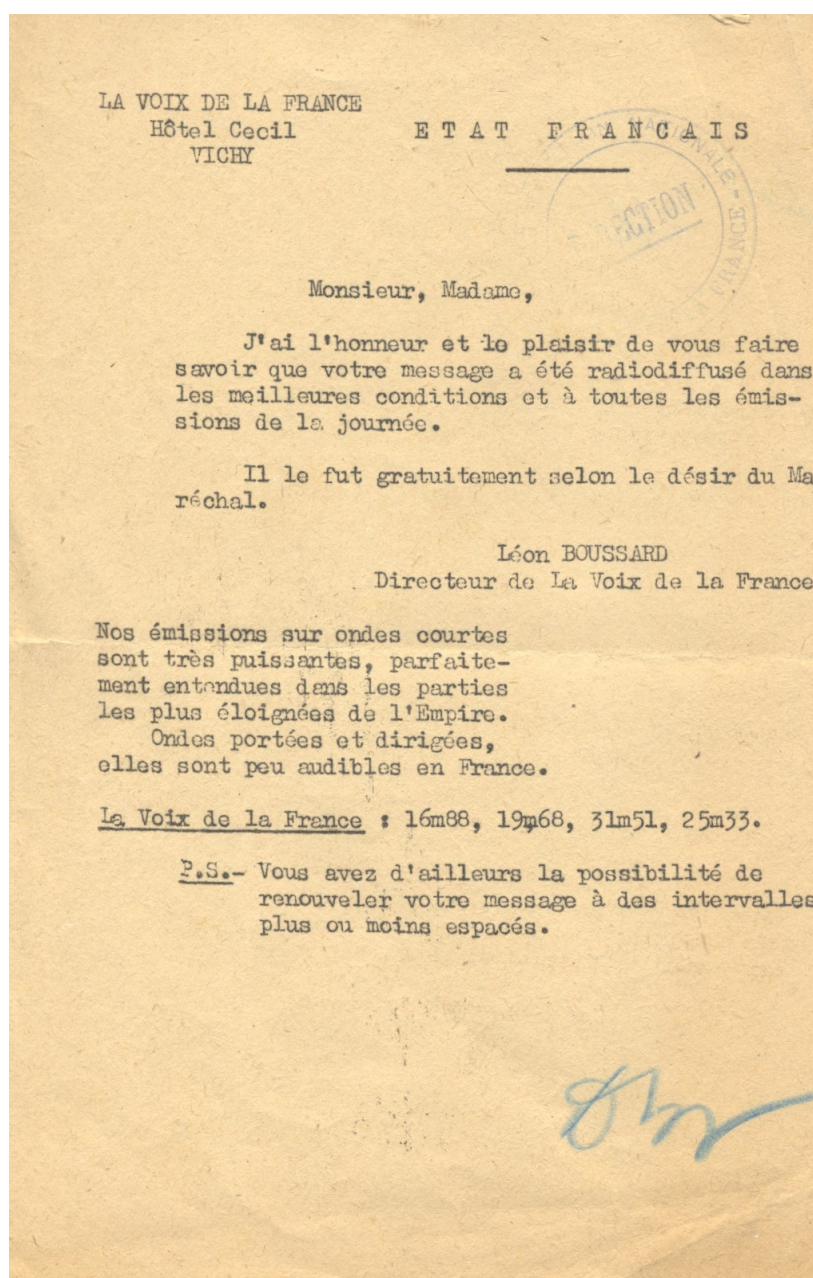 LA VOIX DE LA FRANCE
Hôtel Cecil
VICHY
ETAT FRANCAIS
NATIONALE - FRANCE -
Monsieur, Madame,
J'ai l'honneur et le plaisir de vous faire
savoir que votre message a été radiodiffusé dans
les meilleures conditions et à toutes les émis-
sions de la journée.
Il le fut gratuitement selon le désir du Ma
réchal.
Léon BOUSSARD
Directeur de La Voix de la France
Nos émissions sur ondes courtes
sont très puissantes, parfaite-
ment entendues dans les parties
les plus éloignées de l'Empire.
Ondes portées et dirigées,
elles sont peu audibles en France.
La Voix de la France : 16m88, 19m68, 31m51, 25m33.
P.S.- Vous avez d'ailleurs la possibilité de
renouveler votre message à des intervalles
plus ou moins espacés.